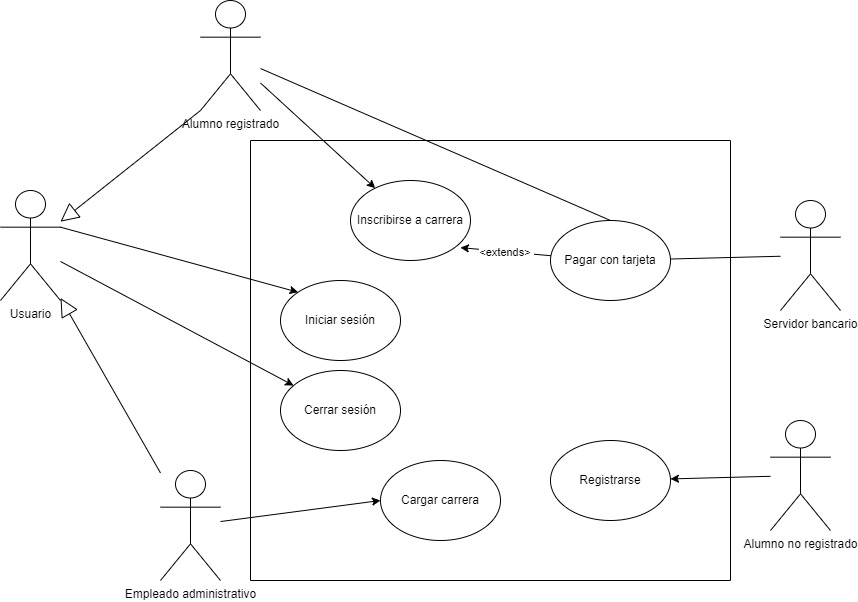 Alumno registrado
Inscribirse a carrera
<extends>
Pagar con tarjeta
Usuario
Iniciar sesión
Servidor bancario
Cerrar sesión
Registrarse
Cargar carrera
Alumno no registrado
Empleado administrativo